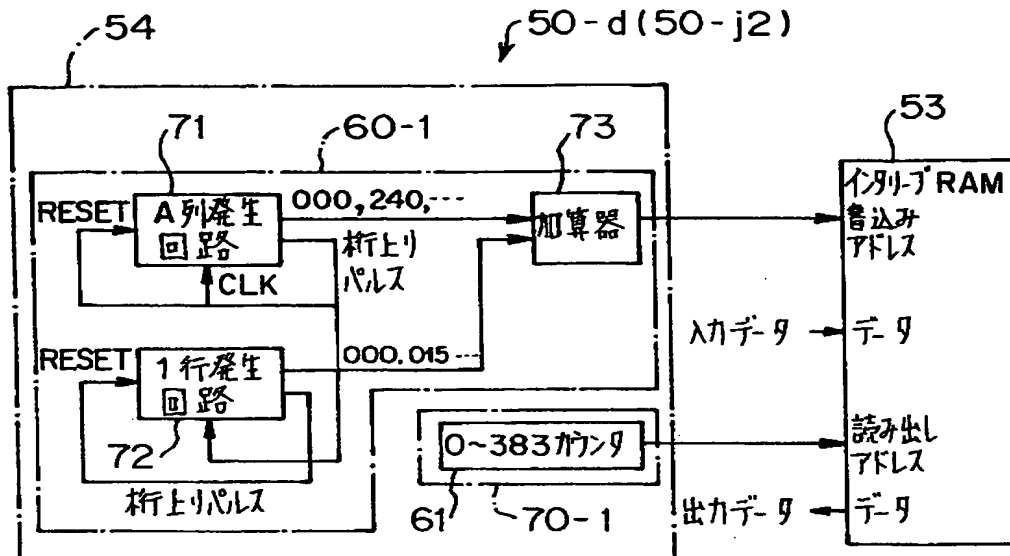 50-d(50-j2)
54
71
60-1
73
53
RESET
A列発生
回路
000,240,…
桁上り
パルス
CLK
加算器
インタリーブRAM
書込み
アドレス
入力データ
データ
RESET
1行発生
回路
000.015…
72
桁上りパルス
0~383カウンタ
61
70-1
読み出し
アドレス
出力データ
データ